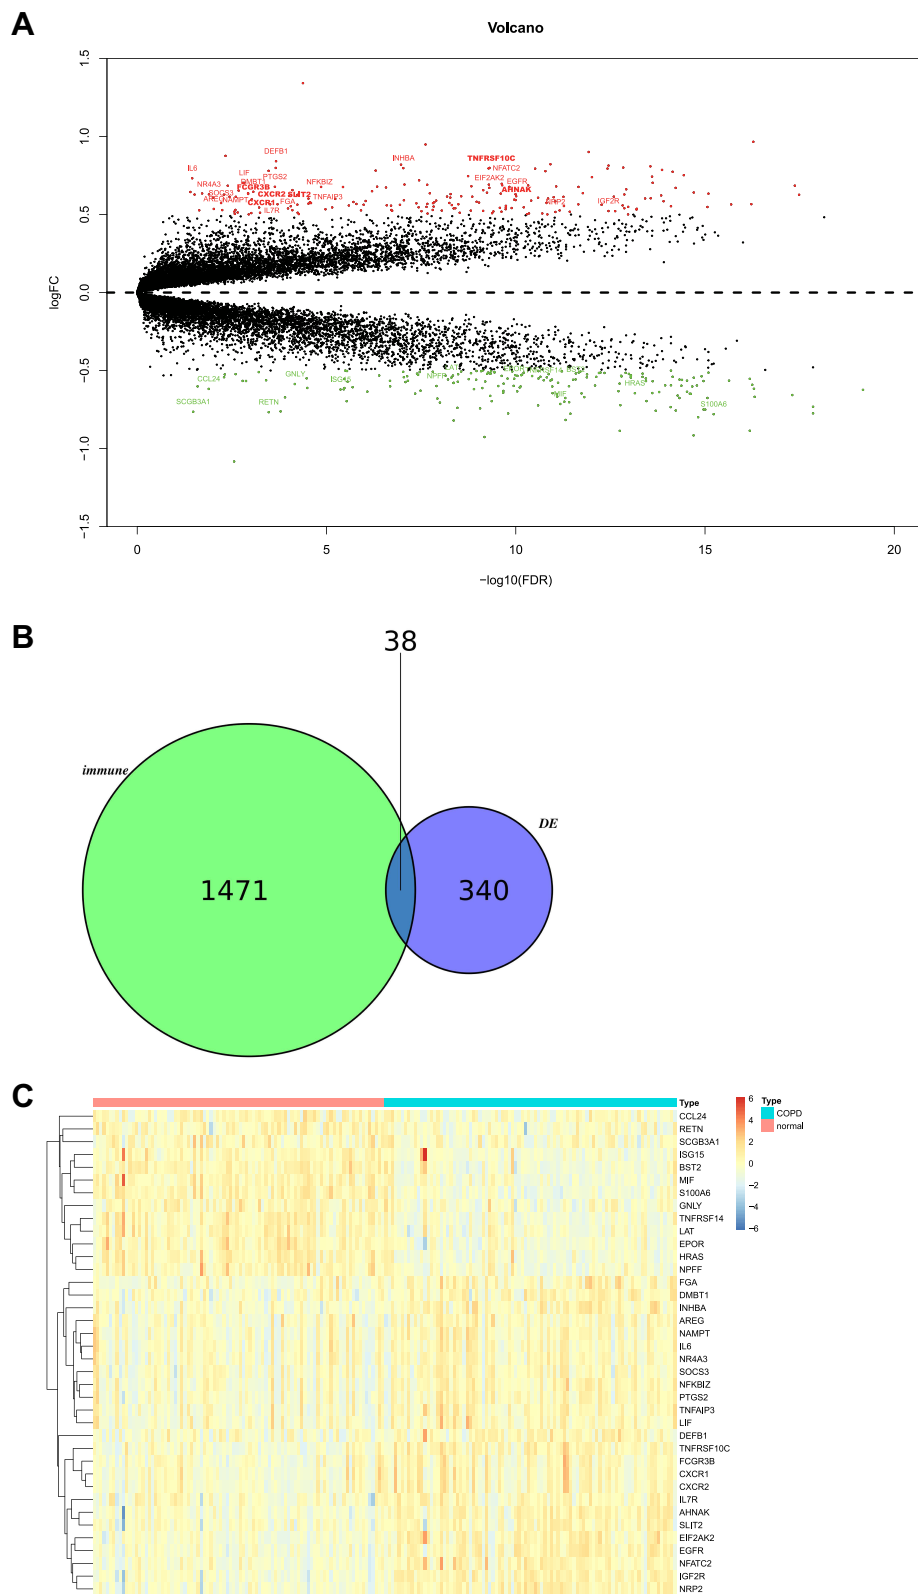 A
Volcano
logFC
1.5
1.0
0.5
0.0
−0.5
−1.0
−1.5
DEFB1
IL6
INHBA
TNFRSF10C
NFATC2
LIF
PTGS2
EIF2AK2
NR4A3
DMBT1
NFKBIZ
EGFR
FCGR3B
AHNAK
SOCS3
CXCR2 SLIT2
AREG
NAMPT
TNFAIP3
CXCR1
FGA
NRP2
IGF2R
IL7R
LAT
CCL24
GNLY
ISG15
NPFF
HRAS
MIF
SCGB3A1
RETN
S100A6
0 5 10 15 20
−log10(FDR)
B
38
immune
DE
1471
340
C
Type
CCL24
RETN
SCGB3A1
ISG15
BST2
MIF
S100A6
GNLY
TNFRSF14
LAT
EPOR
HRAS
NPFF
FGA
DMBT1
INHBA
AREG
NAMPT
IL6
NR4A3
SOCS3
NFKBIZ
PTGS2
TNFAIP3
LIF
DEFB1
TNFRSF10C
FCGR3B
CXCR1
CXCR2
IL7R
AHNAK
SLIT2
EIF2AK2
EGFR
NFATC2
IGF2R
NRP2
6
4
2
0
−2
−4
−6
Type
COPD
normal